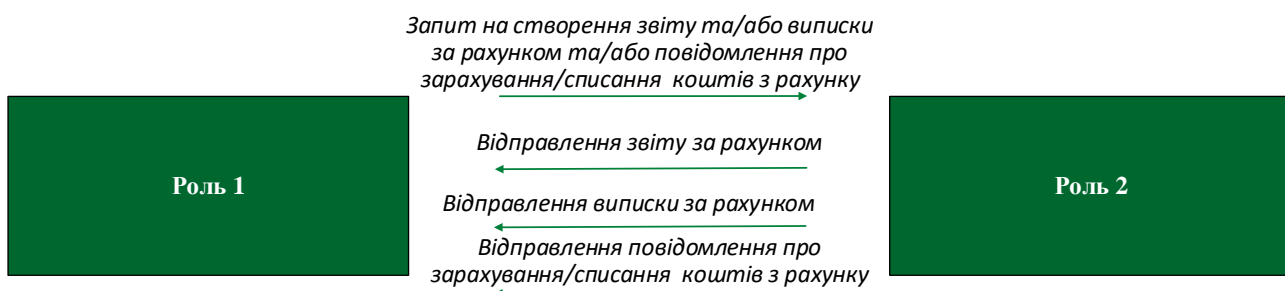 Запит на створення звіту та/або виписки
за рахунком та/або повідомлення про
зарахування/списання коштів з рахунку
Відправлення звіту за рахунком
Роль 1
Роль 2
Відправлення виписки за рахунком
Відправлення повідомлення про
зарахування/списання коштів з рахунку